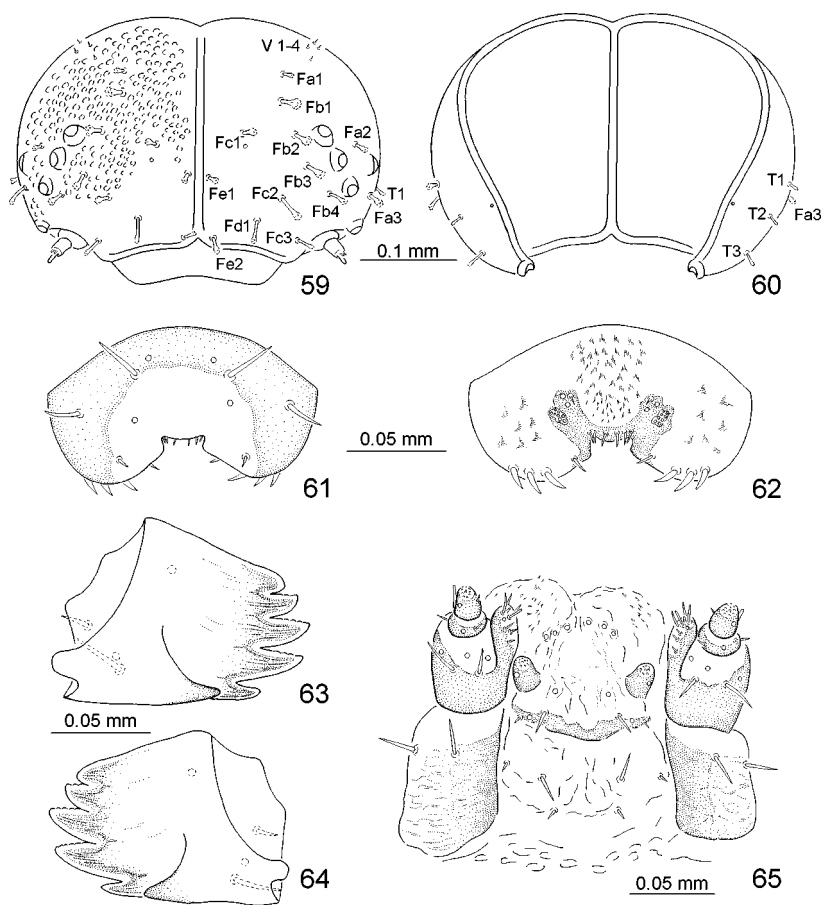 V 1-4
Fa1
Fb1
Fc1
Fb2
Fa2
Fb3
Fe1
Fc2
Fb4
T1
Fa3
Fd1
Fc3
Fe2
59
0.1 mm
T1
Fa3
T2
T3
60
61
0.05 mm
62
63
0.05 mm
64
65
0.05 mm